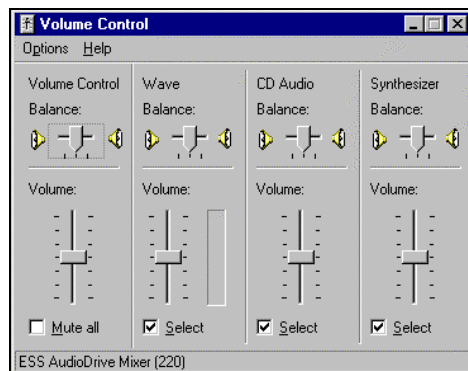 Volume Control
Options Help
Volume Control
Balance:
Volume:
Mute all
Wave
Balance:
Volume:
Select
CD Audio
Balance:
Volume:
Select
Synthesizer
Balance:
Volume:
Select
ESS AudioDrive Mixer (220)